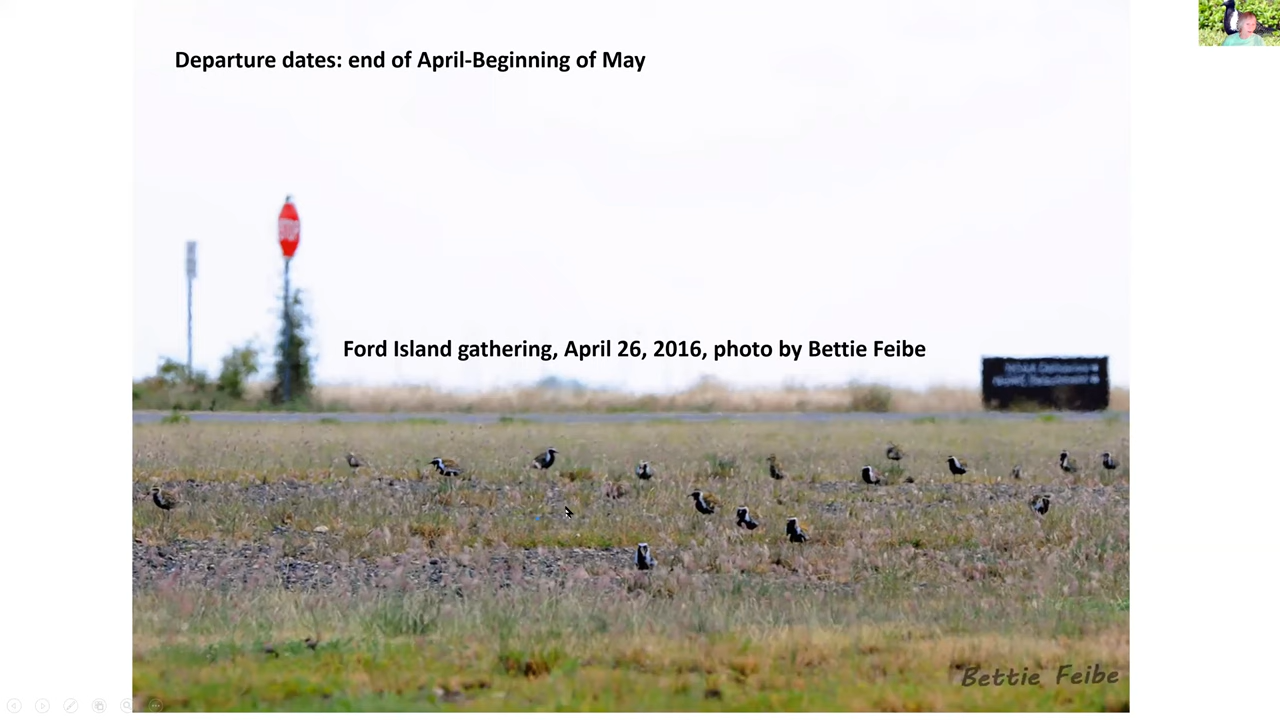 Departure dates: end of April-Beginning of May
STOP
Ford Island gathering, April 26, 2016, photo by Bettie Feibe
Bettie Feibe